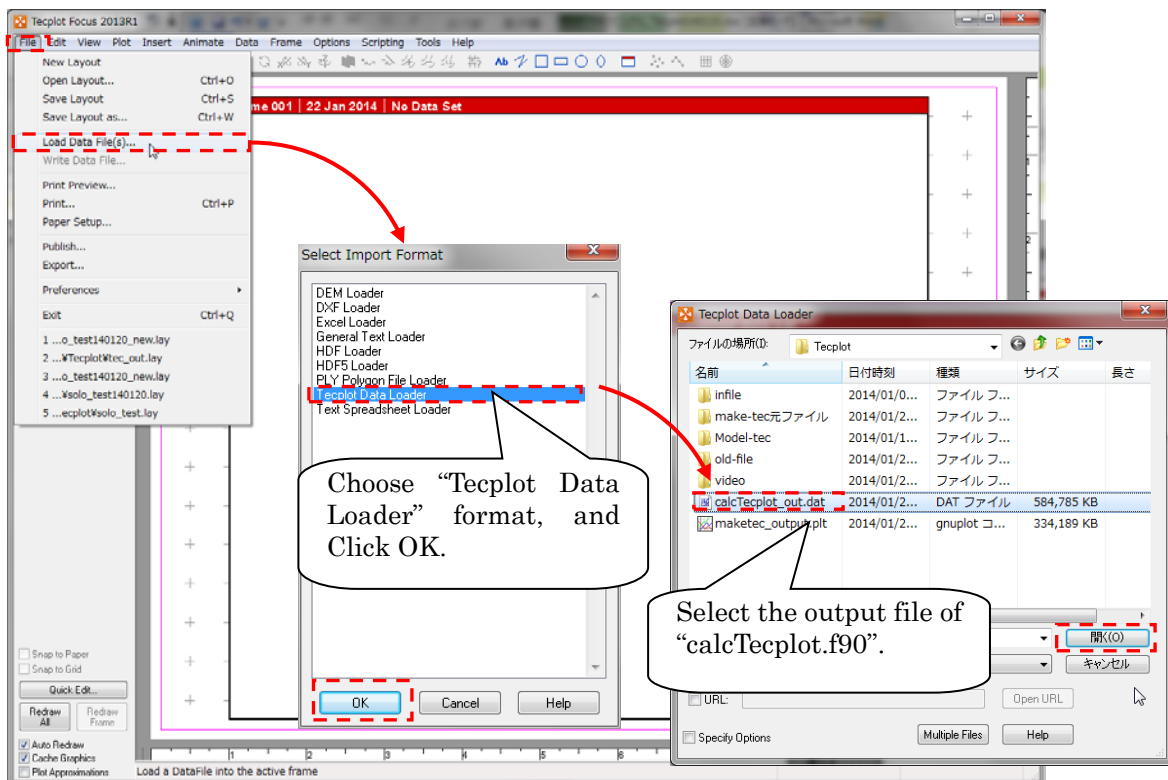 Tecplot Focus 2013R1
File Edit View Plot Insert Animate Data Frame Options Scripting Tools Help
New Layout
Open Layout... Ctrl+O
Save Layout Ctrl+S
Save Layout as... Ctrl+W
Load Data File(s)...
Write Data File...
Print Preview...
Print... Ctrl+P
Paper Setup...
Publish...
Export...
Preferences
Exit Ctrl+Q
1 ...o_test140120_new.lay
2 ...¥Tecplot¥tec_out.lay
3 ...o_test140120_new.lay
4 ...¥solo_test140120.lay
5 ...ecplot¥solo_test.lay
me 001 | 22 Jan 2014 | No Data Set
Select Import Format
DEM Loader
DXF Loader
Excel Loader
General Text Loader
HDF Loader
HDF5 Loader
PLY Polygon File Loader
Tecplot Data Loader
Text Spreadsheet Loader
Choose “Tecplot Data
Loader” format, and
Click OK.
OK Cancel Help
Tecplot Data Loader
ファイルの場所(I): Tecplot
名前 日付時刻 種類 サイズ 長さ
infile 2014/01/0... ファイル フ...
make-tec元ファイル 2014/01/2... ファイル フ...
Model-tec 2014/01/1... ファイル フ...
old-file 2014/01/2... ファイル フ...
video 2014/01/2... ファイル フ...
calcTecplot_out.dat 2014/01/2... DAT ファイル 584,785 KB
maketec_output.plt 2014/01/2... gnuplot コ... 334,189 KB
Select the output file of
“calcTecplot.f90”.
開く(O)
キャンセル
URL: Open URL
Specify Options Multiple Files Help
Snap to Paper
Snap to Grid
Quick Edit...
Redraw All Redraw Frame
Auto Redraw
Cache Graphics
Plot Approximations
1 2 3 4 5 6
2
Load a DataFile into the active frame